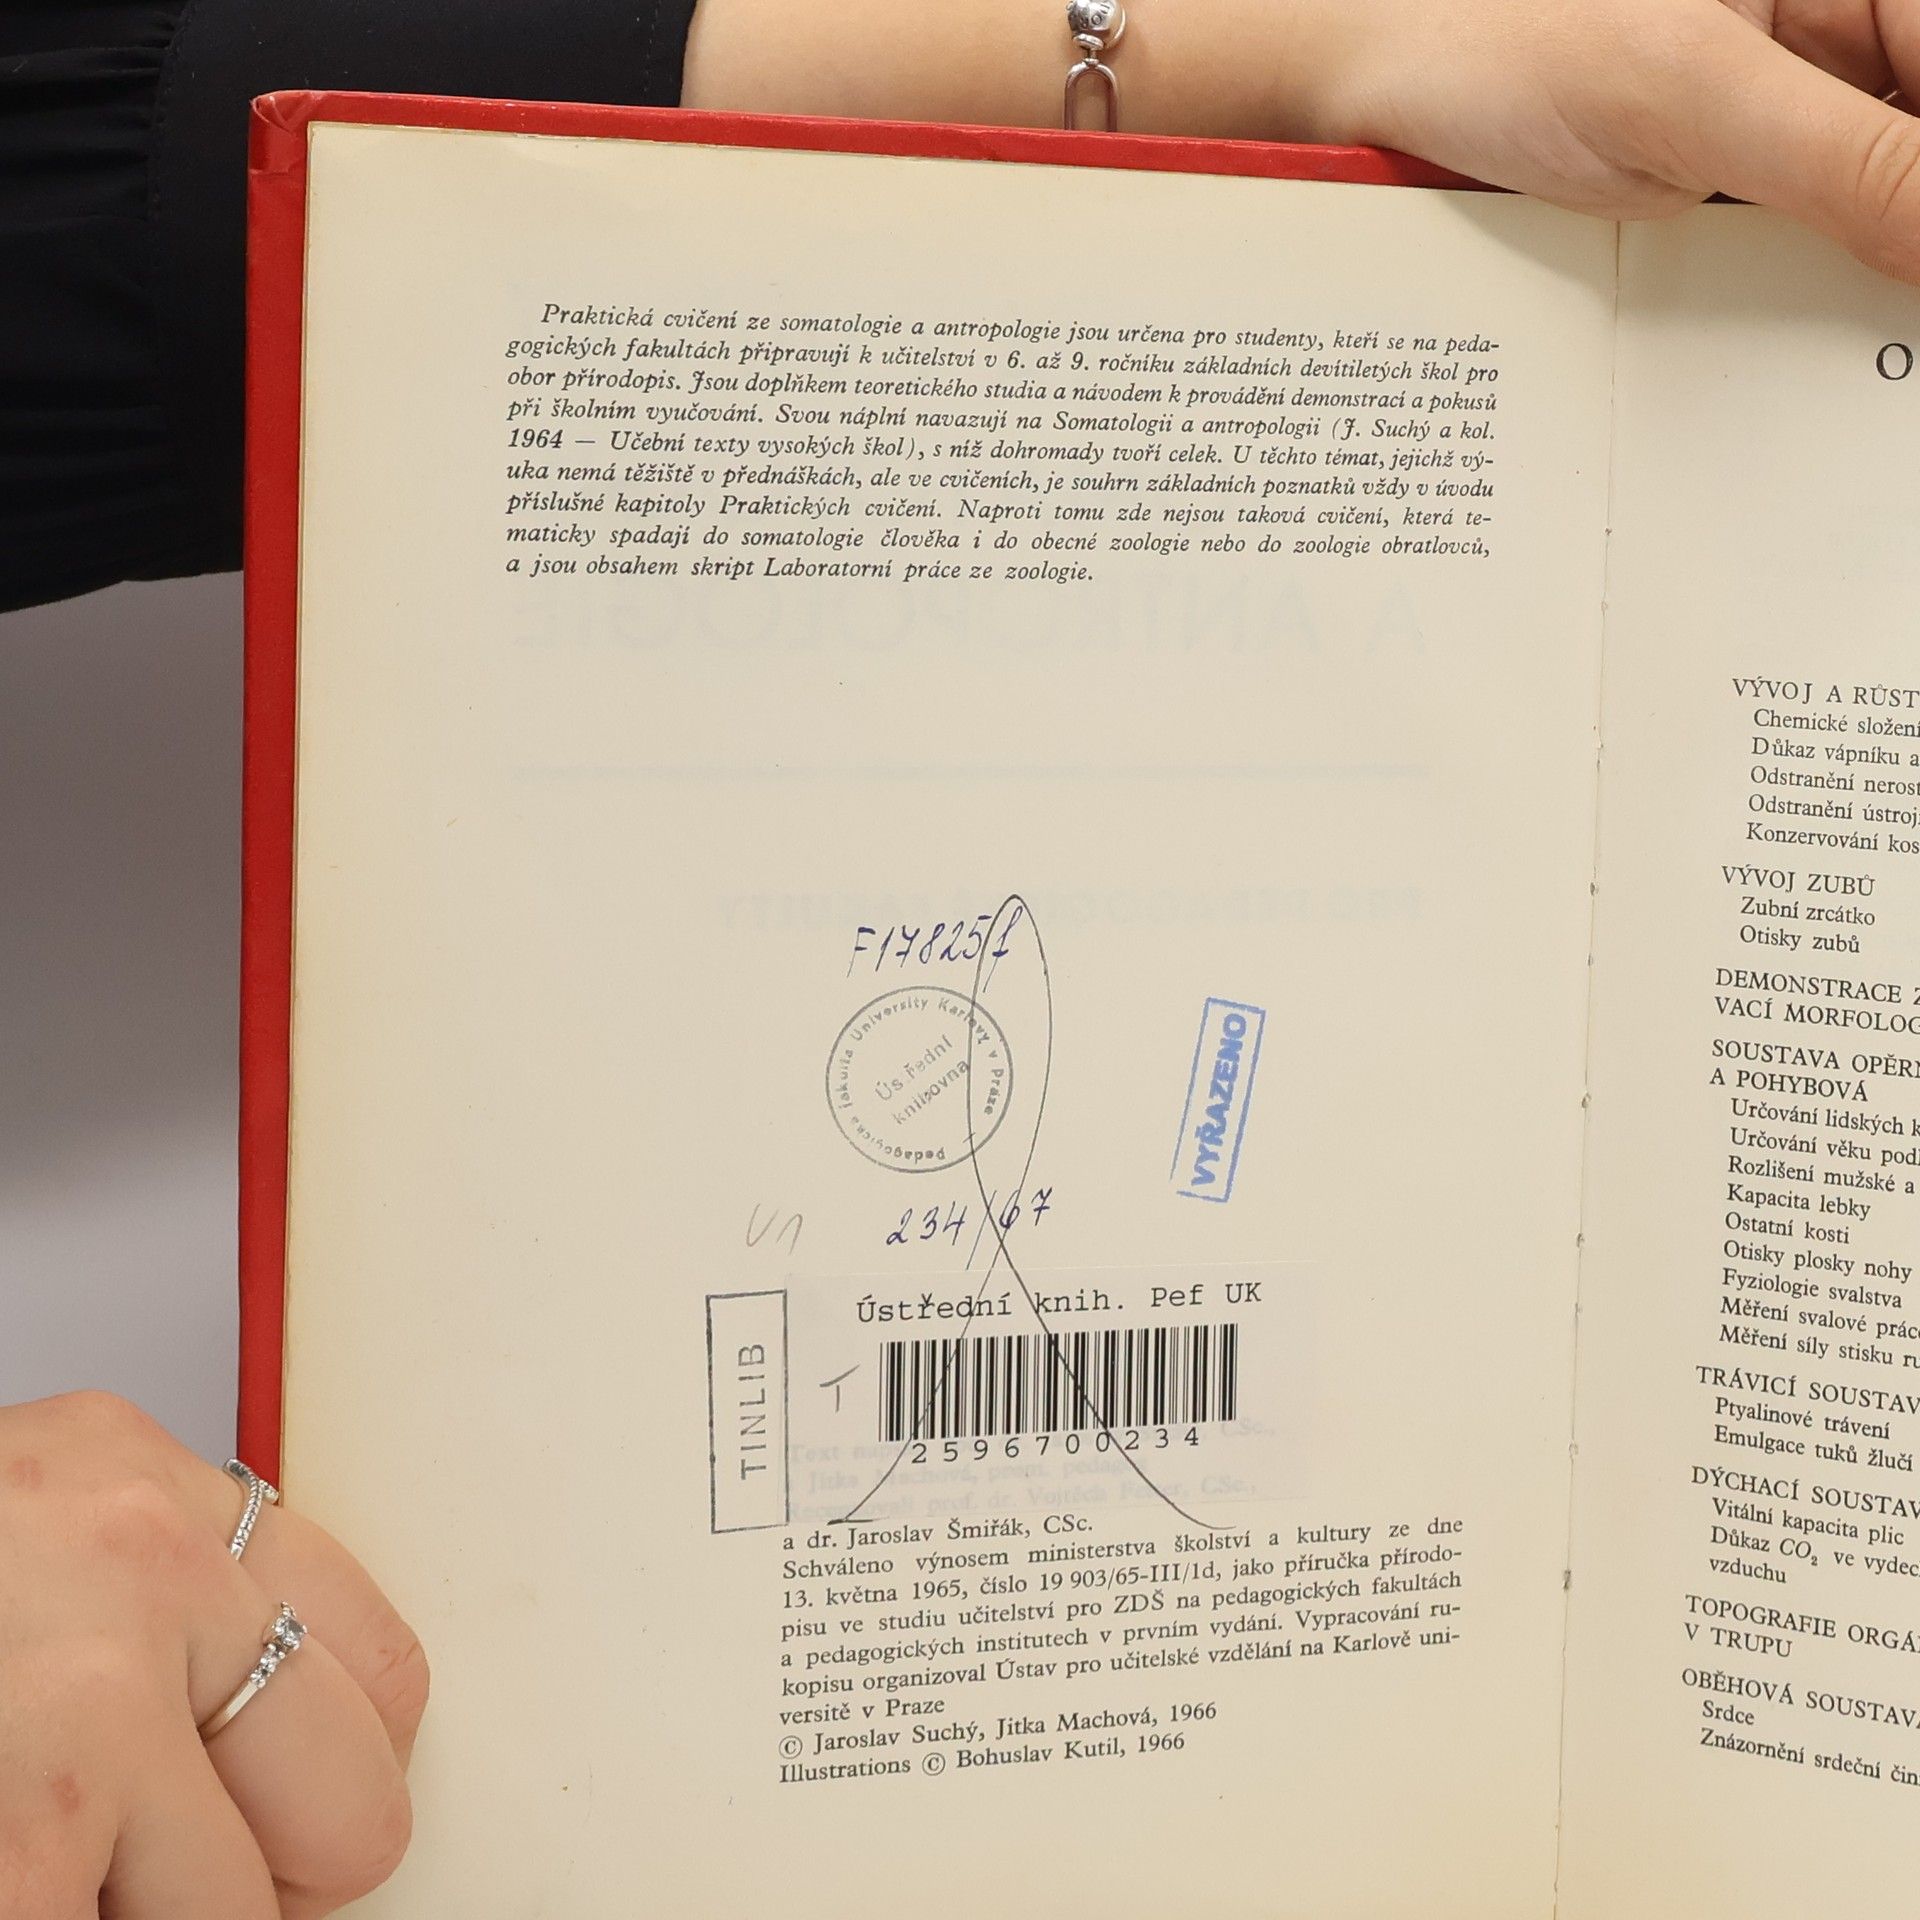 Praktická cvičení ze somatologie a antropologie jsou určena pro studenty, kteří se na peda-
gogických fakultách připravují k učitelství v 6. až 9. ročníku základních devítiletých škol pro
obor přírodopis. Jsou doplňkem teoretického studia a návodem k provádění demonstrací a pokusů
při školním vyučování. Svou náplní navazují na Somatologii a antropologii (J. Suchý a kol.
1964 — Učební texty vysokých škol), s níž dohromady tvoří celek. U těchto témat, jejichž vý-
uka nemá těžiště v přednáškách, ale ve cvičeních, je souhrn základních poznatků vždy v úvodu
příslušné kapitoly Praktických cvičení. Naproti tomu zde nejsou taková cvičení, která te-
maticky spadají do somatologie člověka i do obecné zoologie nebo do zoologie obratlovců,
a jsou obsahem skript Laboratorní práce ze zoologie.
F17825/f
pedagogická fakulta University Karlovy v Praze
Ústřední
knihovna
VYŘAZENO
234/67
TINLIB
Ústřední knih. Pef UK
2596700234
a dr. Jaroslav Šmiřák, CSc.
Schváleno výnosem ministerstva školství a kultury ze dne
13. května 1965, číslo 19 903/65-III/1d, jako příručka přírodo-
pisu ve studiu učitelství pro ZDŠ na pedagogických fakultách
a pedagogických institutech v prvním vydání. Vypracování ru-
kopisu organizoval Ústav pro učitelské vzdělání na Karlově uni-
versitě v Praze
© Jaroslav Suchý, Jitka Machová, 1966
Illustrations © Bohuslav Kutil, 1966
O
VÝVOJ A RŮST
Chemické složení
Důkaz vápníku a
Odstranění nerost
Odstranění ústroj
Konzervování kos
VÝVOJ ZUBŮ
Zubní zrcátko
Otisky zubů
DEMONSTRACE Z
VACÍ MORFOLOG
SOUSTAVA OPĚRN
A POHYBOVÁ
Určování lidských k
Určování věku podl
Rozlišení mužské a
Kapacita lebky
Ostatní kosti
Otisky plosky nohy
Fyziologie svalstva
Měření svalové práce
Měření síly stisku ru
TRÁVICÍ SOUSTAV
Ptyalinové trávení
Emulgace tuků žlučí
DÝCHACÍ SOUSTAV
Vitální kapacita plic
Důkaz CO₂ ve vydec
vzduchu
TOPOGRAFIE ORGÁ
V TRUPU
OBĚHOVÁ SOUSTAVA
Srdce
Znázornění srdeční čin